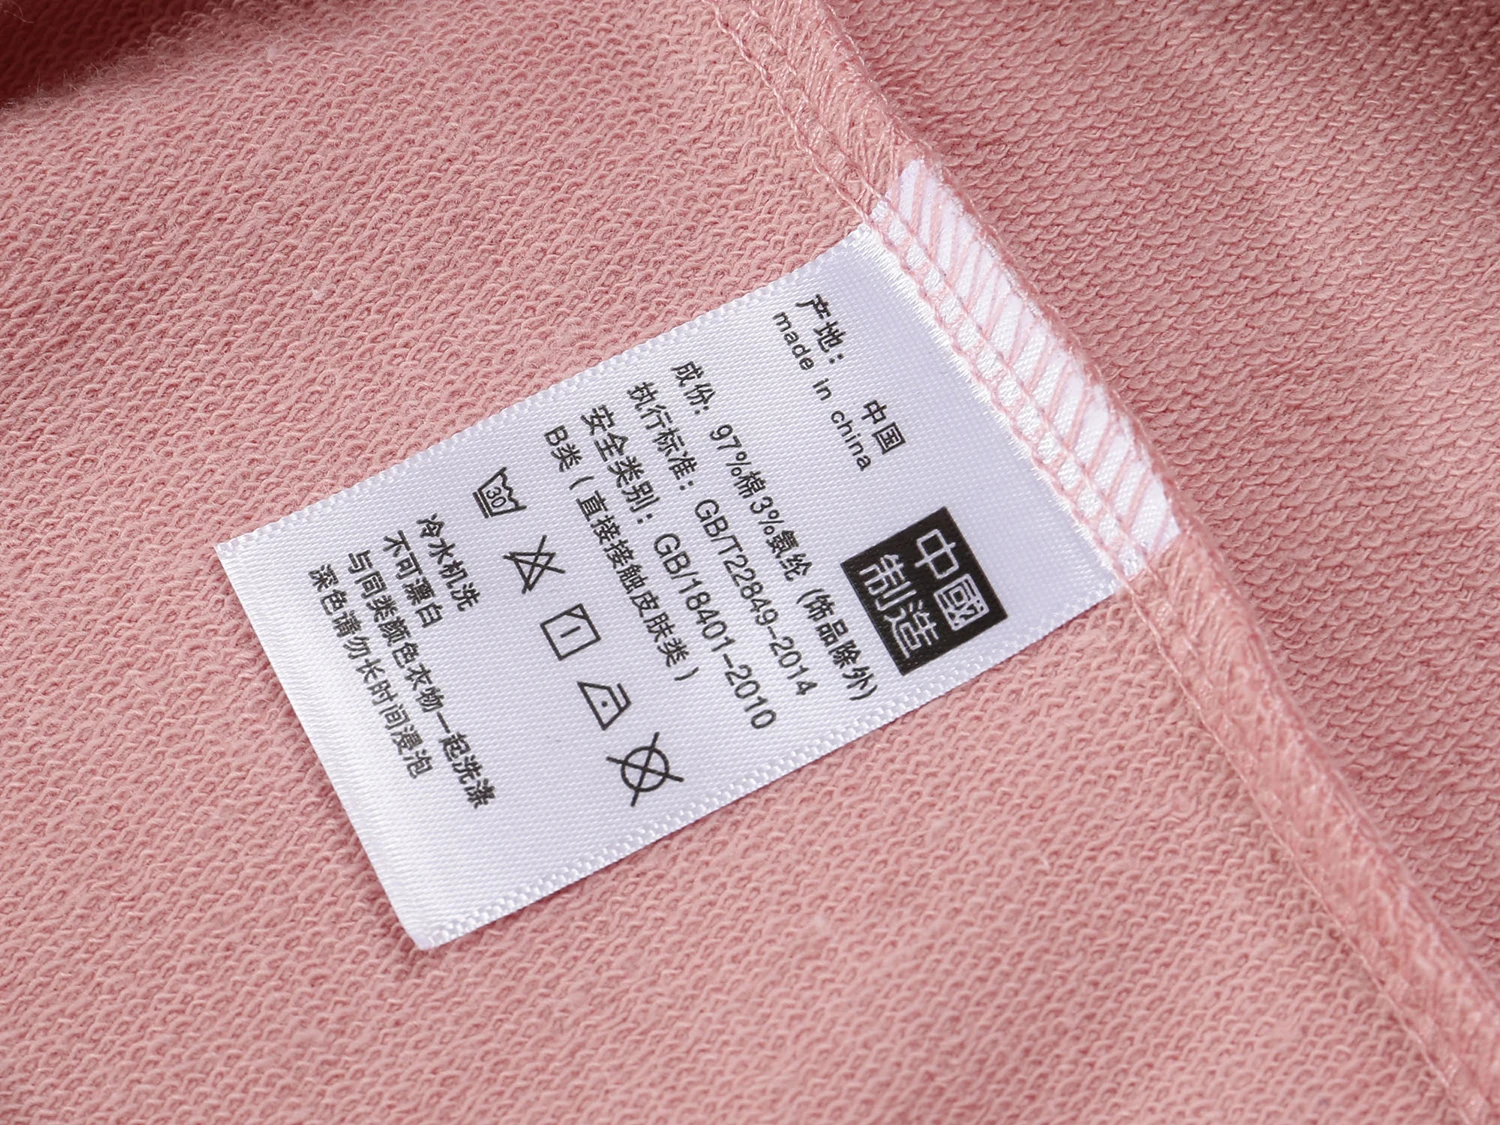 产地： 中国
made in china
中國
制造
成份：97%棉3%氨纶（饰品除外）
执行标准：GB/T22849-2014
安全类别：GB/18401-2010
B类（直接接触皮肤类）
30
冷水机洗
不可漂白
与同类颜色衣物一起洗涤
深色请勿长时间浸泡